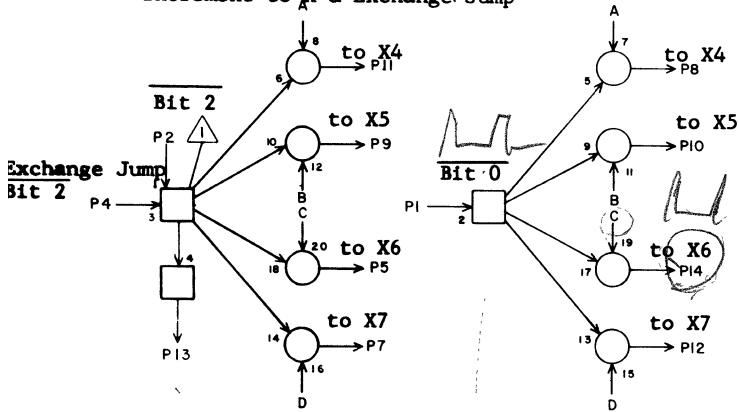 Increment to X & Exchange Jump
A
8
to X4
6
P11
Bit 2
1
P2
to X5
10
P9
12
Exchange Jump
Bit 2
P4
3
B
C
4
20
to X6
18
P5
P13
14
to X7
P7
16
D
A
7
to X4
5
P8
to X5
9
P10
11
Bit 0
P1
2
B
C
19
to X6
17
P14
to X7
13
P12
15
D